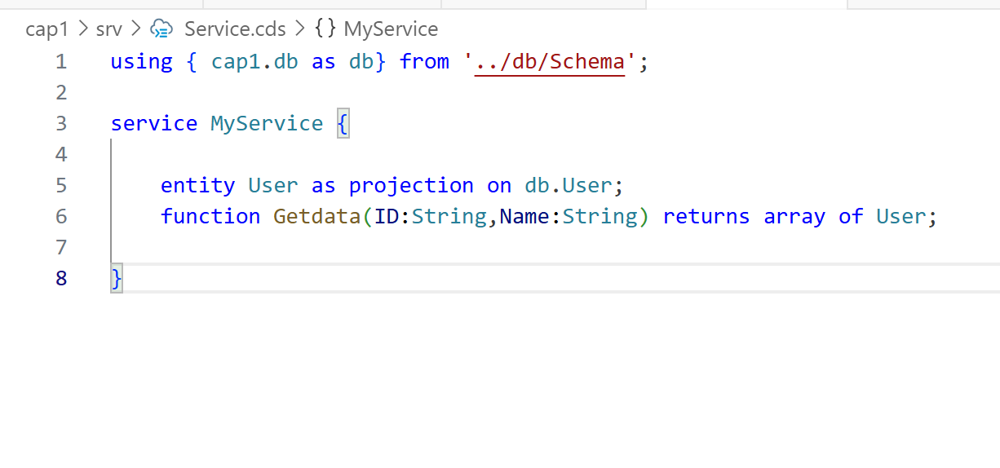 cap1 > srv > Service.cds > {} MyService
1 using { cap1.db as db} from '../db/Schema';
2
3 service MyService {
4
5 entity User as projection on db.User;
6 function Getdata(ID:String,Name:String) returns array of User;
7
8 }